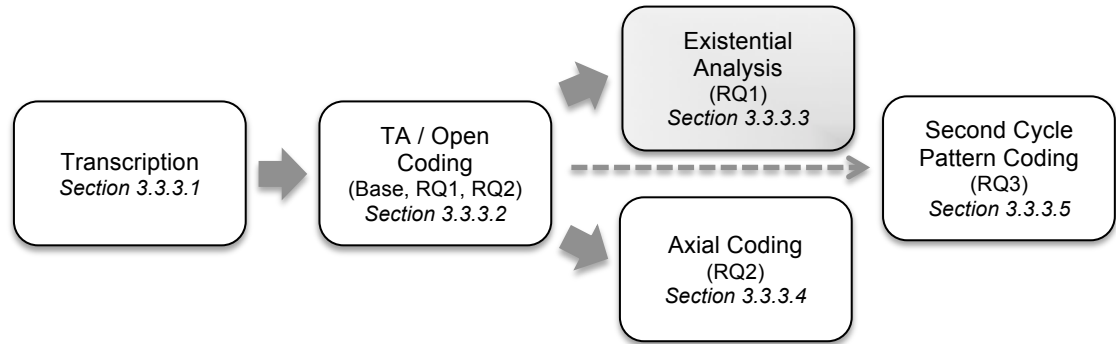 Transcription
Section 3.3.3.1
TA / Open
Coding
(Base, RQ1, RQ2)
Section 3.3.3.2
Existential
Analysis
(RQ1)
Section 3.3.3.3
Axial Coding
(RQ2)
Section 3.3.3.4
Second Cycle
Pattern Coding
(RQ3)
Section 3.3.3.5